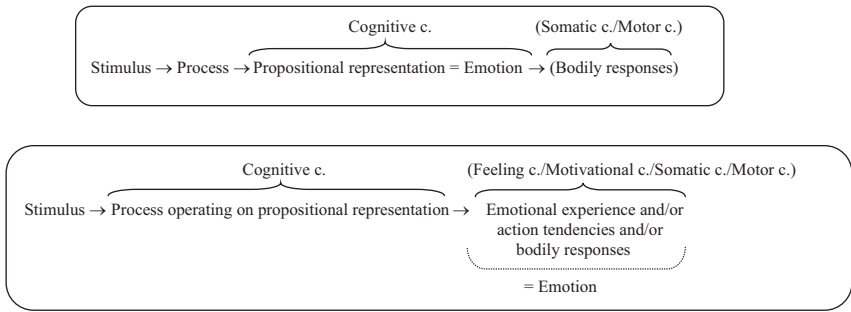 Cognitive c. (Somatic c./Motor c.)
Stimulus → Process → Propositional representation = Emotion → (Bodily responses)
Cognitive c. (Feeling c./Motivational c./Somatic c./Motor c.)
Stimulus → Process operating on propositional representation → Emotional experience and/or
action tendencies and/or
bodily responses
= Emotion